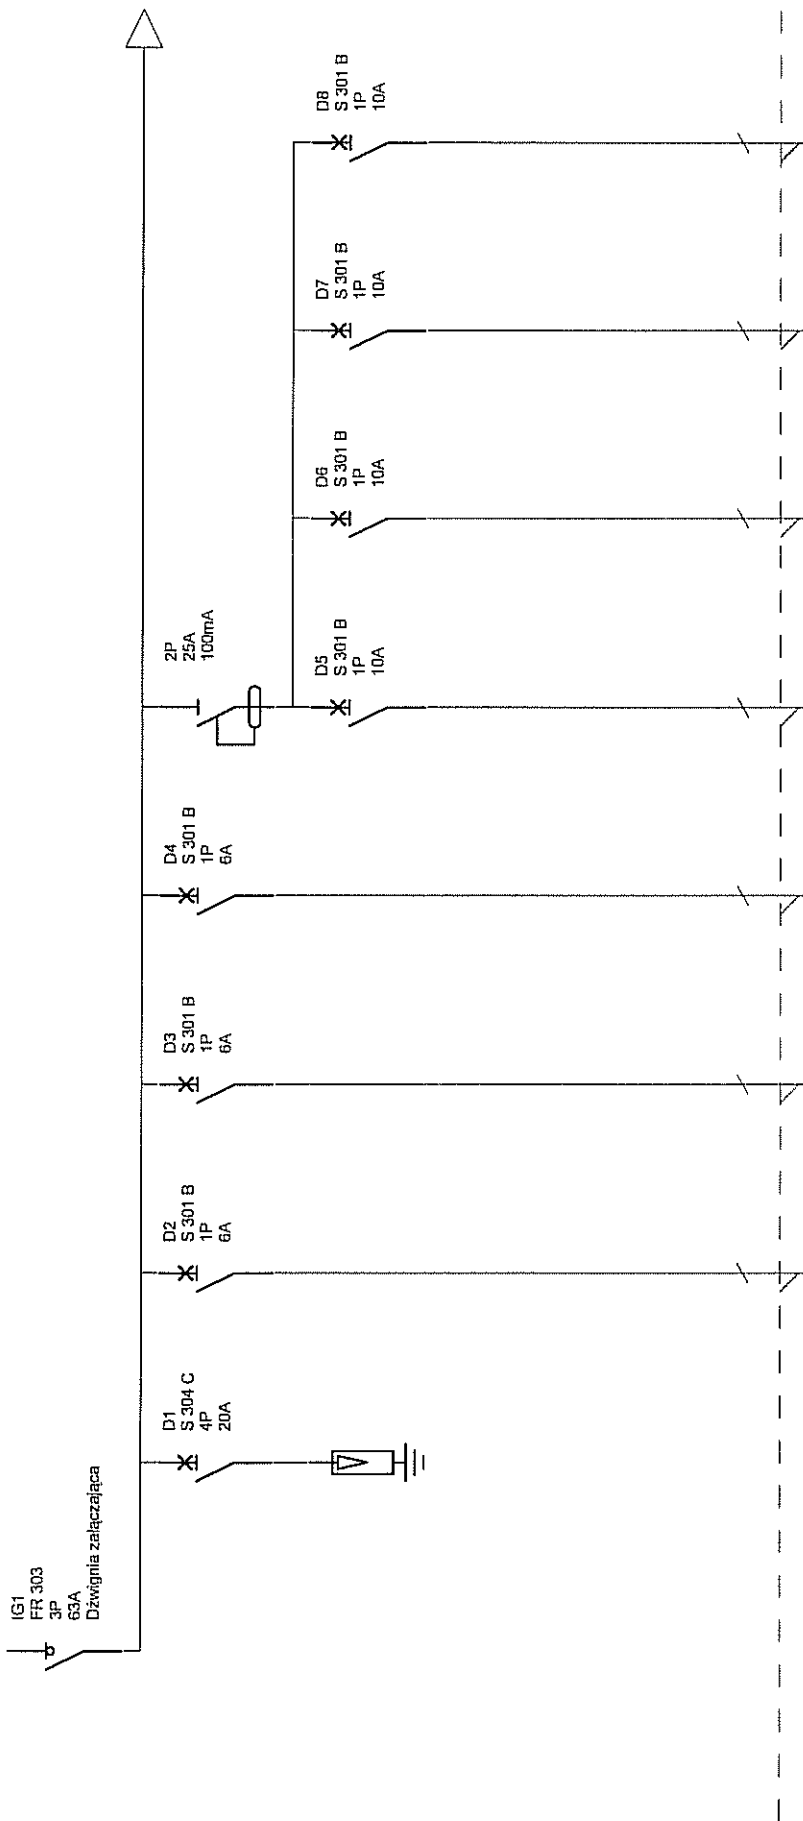 IG1
FR 303
3P
63A
Dźwignia załączająca
D1
S 304 C
4P
20A
D2
S 301 B
1P
6A
D3
S 301 B
1P
6A
D4
S 301 B
1P
6A
2P
25A
100mA
D5
S 301 B
1P
10A
D6
S 301 B
1P
10A
D7
S 301 B
1P
10A
D8
S 301 B
1P
10A